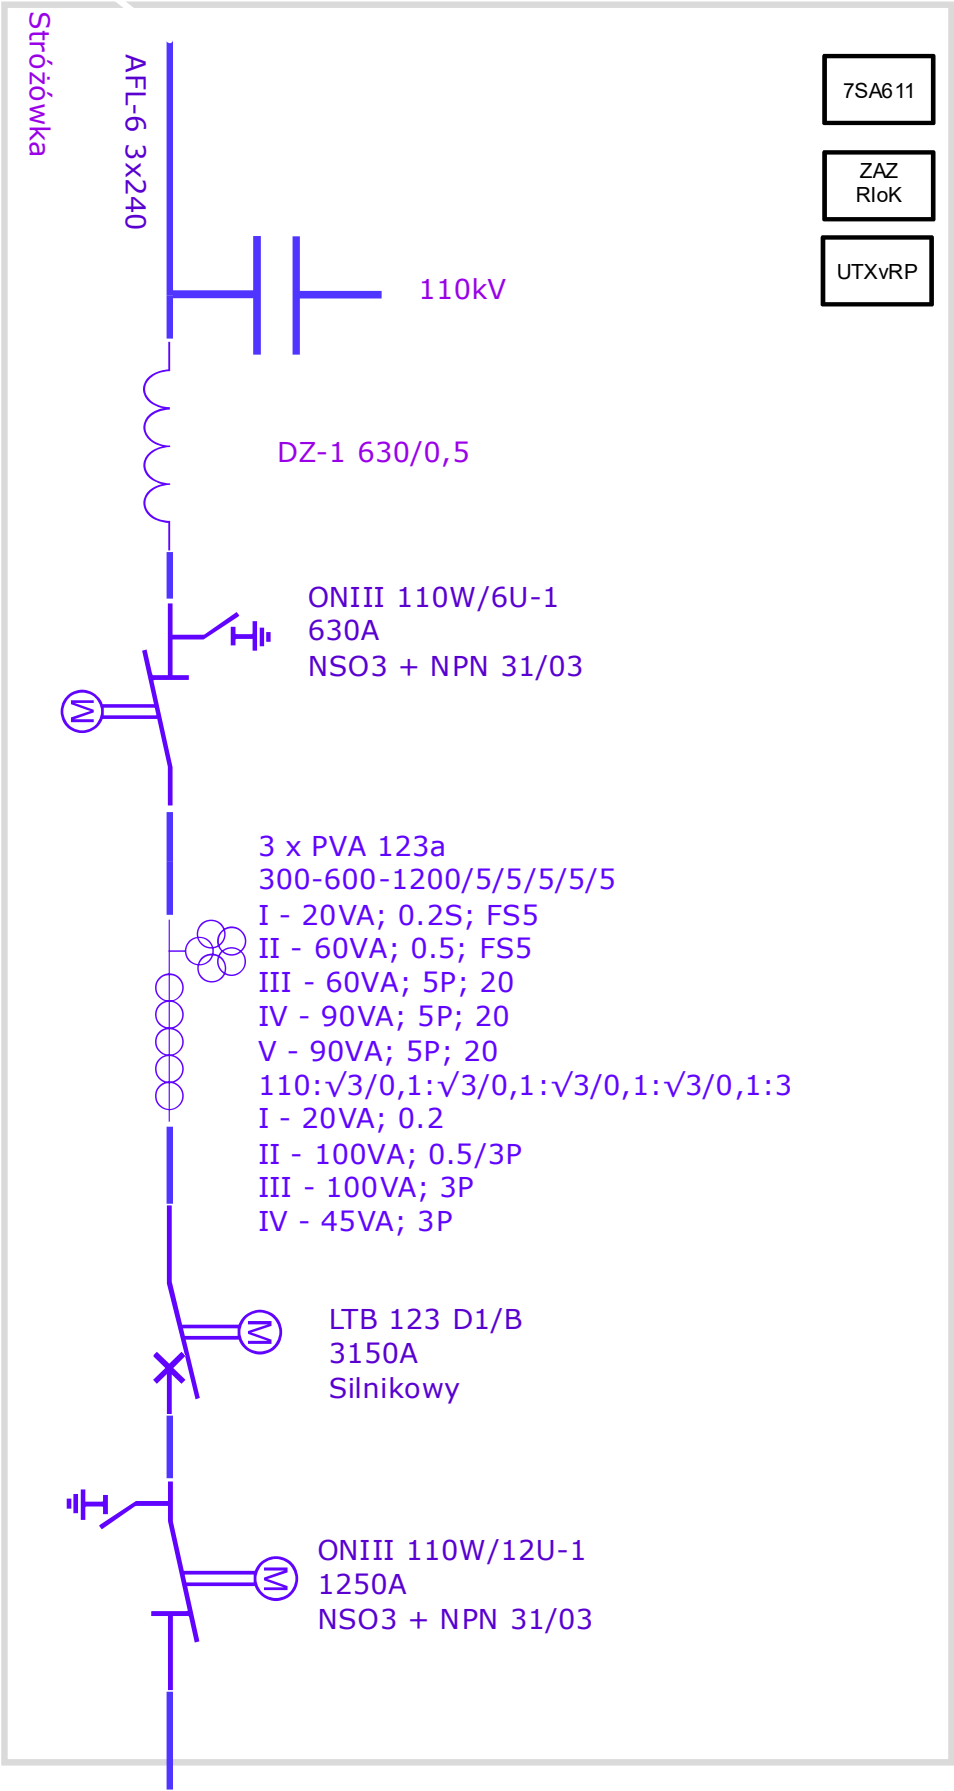 Stróżówka
AFL-6 3x240
7SA611
ZAZ
RIoK
UTXvRP
110kV
DZ-1 630/0,5
ONIII 110W/6U-1
630A
NSO3 + NPN 31/03
M
3 x PVA 123a
300-600-1200/5/5/5/5/5
I - 20VA; 0.2S; FS5
II - 60VA; 0.5; FS5
III - 60VA; 5P; 20
IV - 90VA; 5P; 20
V - 90VA; 5P; 20
110:√3/0,1:√3/0,1:√3/0,1:√3/0,1:3
I - 20VA; 0.2
II - 100VA; 0.5/3P
III - 100VA; 3P
IV - 45VA; 3P
M
LTB 123 D1/B
3150A
Silnikowy
M
ONIII 110W/12U-1
1250A
NSO3 + NPN 31/03